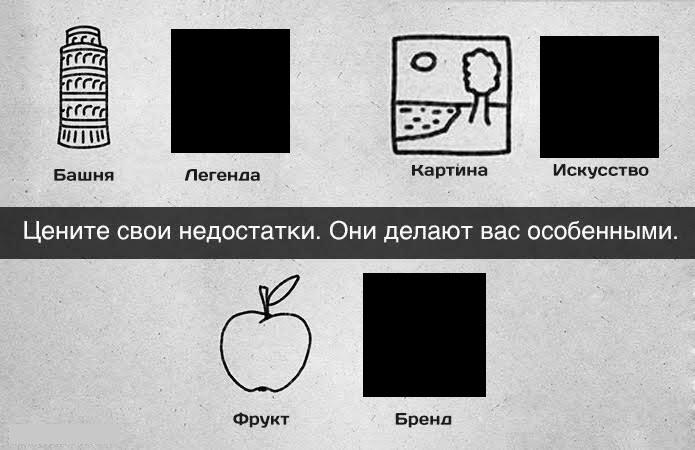 Башня
Легенда
Картина
Искусство
Цените свои недостатки. Они делают вас особенными.
Фрукт
Бренд